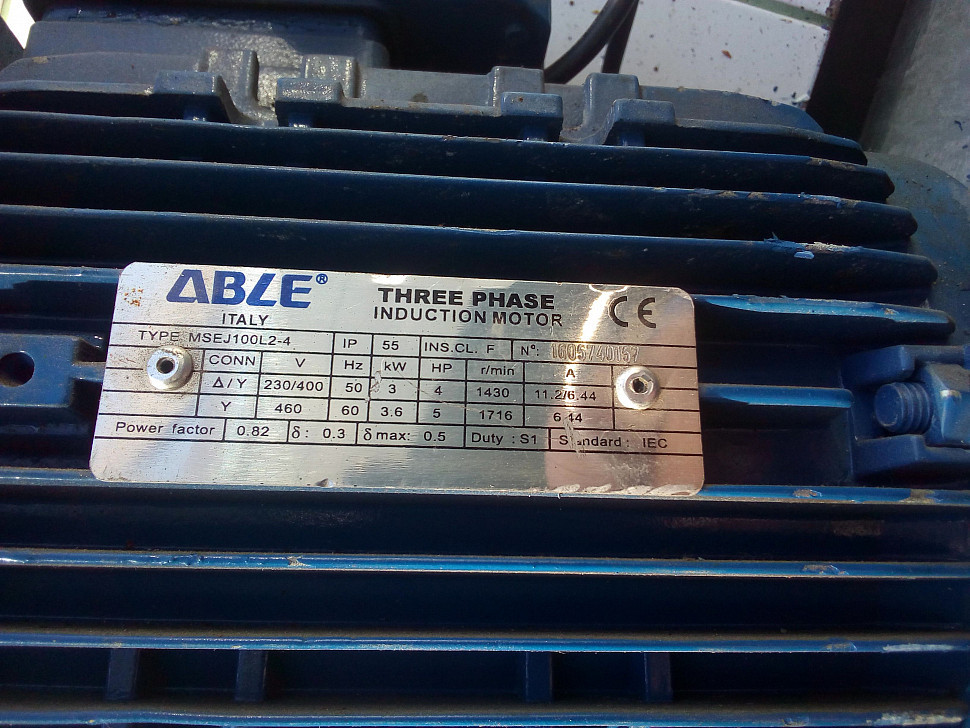 ABLE®
ITALY
THREE PHASE
INDUCTION MOTOR
CE
TYPE MSEJ100L2-4 IP 55 INS.CL. F N°: 1605740157
CONN V Hz kW HP r/min A
Δ/Y 230/400 50 3 4 1430 11.2/6.44
Y 460 60 3.6 5 1716 6.44
Power factor 0.82 δ: 0.3 δ max: 0.5 Duty: S1 Standard: IEC